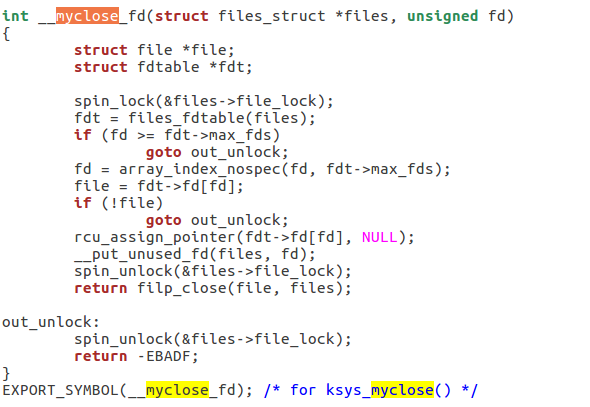 int __myclose_fd(struct files_struct *files, unsigned fd)
{
        struct file *file;
        struct fdtable *fdt;

        spin_lock(&files->file_lock);
        fdt = files_fdtable(files);
        if (fd >= fdt->max_fds)
                goto out_unlock;
        fd = array_index_nospec(fd, fdt->max_fds);
        file = fdt->fd[fd];
        if (!file)
                goto out_unlock;
        rcu_assign_pointer(fdt->fd[fd], NULL);
        __put_unused_fd(files, fd);
        spin_unlock(&files->file_lock);
        return filp_close(file, files);

out_unlock:
        spin_unlock(&files->file_lock);
        return -EBADF;
}
EXPORT_SYMBOL(__myclose_fd); /* for ksys_myclose() */